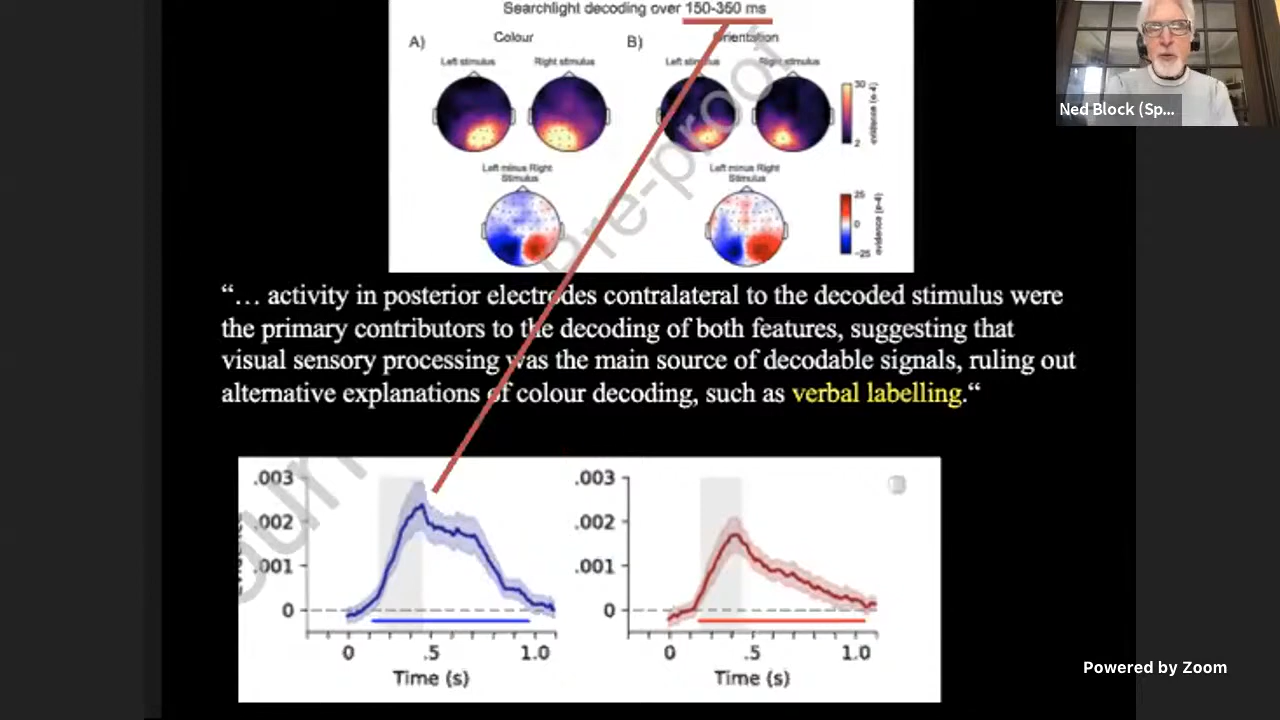 Searchlight decoding over 150-350 ms
A) Colour B) Orientation
Left stimulus Right stimulus Left stimulus Right stimulus
30
evidence (e-4)
2
Left minus Right
Stimulus
Left minus Right
Stimulus
25
0
evidence (e-4)
-25
Pre-proof
Ned Block (Sp...
“... activity in posterior electrodes contralateral to the decoded stimulus were
the primary contributors to the decoding of both features, suggesting that
visual sensory processing was the main source of decodable signals, ruling out
alternative explanations of colour decoding, such as verbal labelling.“
.003 .003
.002 .002
.001 .001
0 0
0 .5 1.0 0 .5 1.0
Time (s) Time (s)
Powered by Zoom